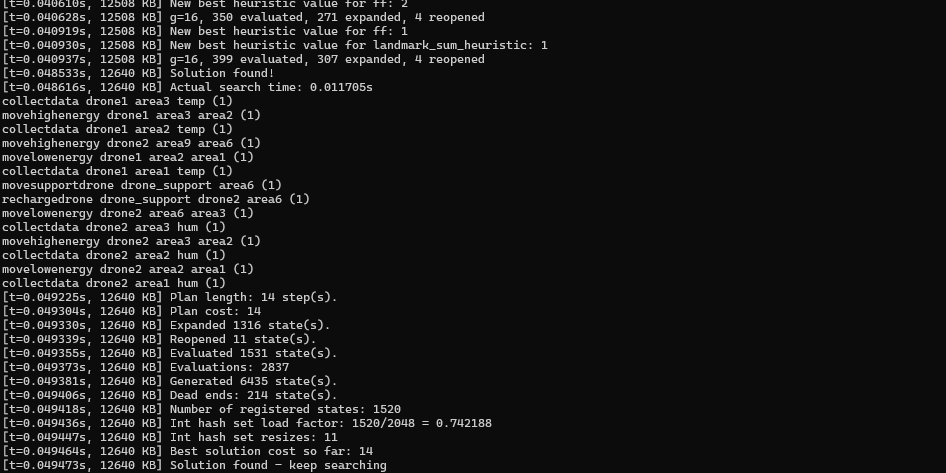 [t=0.040610s, 12508 KB] New best heuristic value for ff: 2
[t=0.040628s, 12508 KB] g=16, 350 evaluated, 271 expanded, 4 reopened
[t=0.040919s, 12508 KB] New best heuristic value for ff: 1
[t=0.040930s, 12508 KB] New best heuristic value for landmark_sum_heuristic: 1
[t=0.040937s, 12508 KB] g=16, 399 evaluated, 307 expanded, 4 reopened
[t=0.048533s, 12640 KB] Solution found!
[t=0.048616s, 12640 KB] Actual search time: 0.011705s
collectdata drone1 area3 temp (1)
movehighenergy drone1 area3 area2 (1)
collectdata drone1 area2 temp (1)
movehighenergy drone2 area9 area6 (1)
movelowenergy drone1 area2 area1 (1)
collectdata drone1 area1 temp (1)
movesupportdrone drone_support area6 (1)
rechargedrone drone_support drone2 area6 (1)
movelowenergy drone2 area6 area3 (1)
collectdata drone2 area3 hum (1)
movehighenergy drone2 area3 area2 (1)
collectdata drone2 area2 hum (1)
movelowenergy drone2 area2 area1 (1)
collectdata drone2 area1 hum (1)
[t=0.049225s, 12640 KB] Plan length: 14 step(s).
[t=0.049304s, 12640 KB] Plan cost: 14
[t=0.049330s, 12640 KB] Expanded 1316 state(s).
[t=0.049339s, 12640 KB] Reopened 11 state(s).
[t=0.049355s, 12640 KB] Evaluated 1531 state(s).
[t=0.049373s, 12640 KB] Evaluations: 2837
[t=0.049381s, 12640 KB] Generated 6435 state(s).
[t=0.049406s, 12640 KB] Dead ends: 214 state(s).
[t=0.049418s, 12640 KB] Number of registered states: 1520
[t=0.049436s, 12640 KB] Int hash set load factor: 1520/2048 = 0.742188
[t=0.049447s, 12640 KB] Int hash set resizes: 11
[t=0.049464s, 12640 KB] Best solution cost so far: 14
[t=0.049473s, 12640 KB] Solution found - keep searching